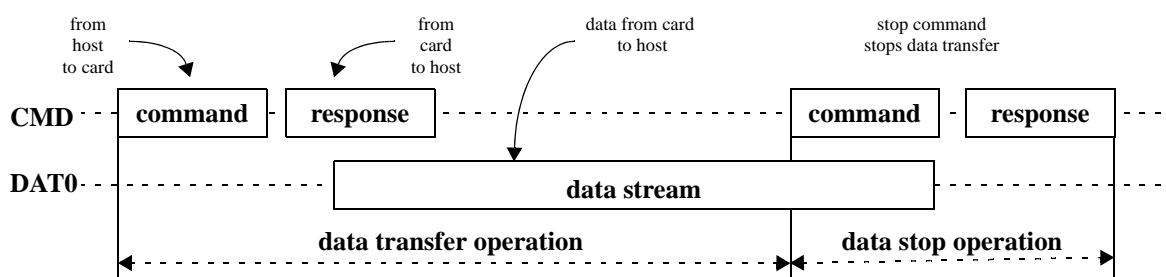 from
host
to card
from
card
to host
data from card
to host
stop command
stops data transfer
CMD
command
response
command
response
DAT0
data stream
data transfer operation
data stop operation